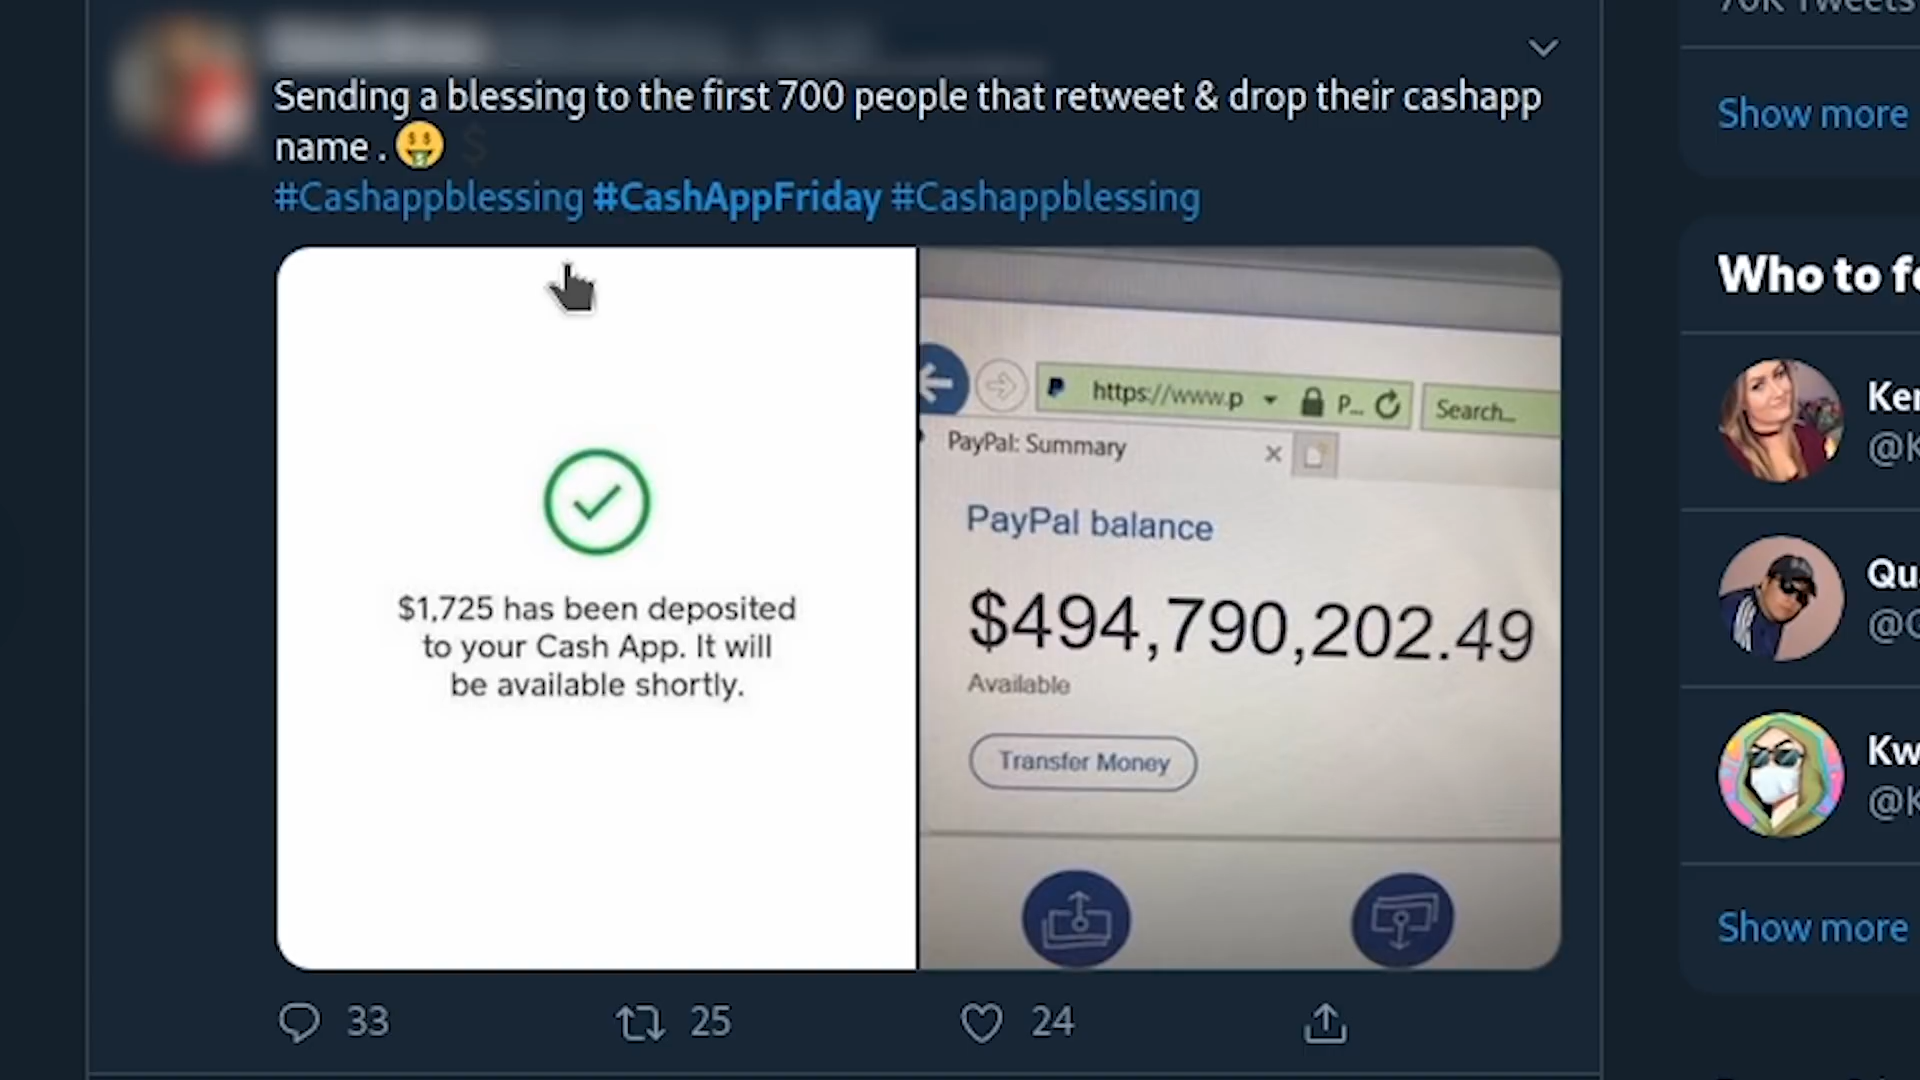 Sending a blessing to the first 700 people that retweet & drop their cashapp
name . 🤑 $
#Cashappblessing #CashAppFriday #Cashappblessing
$1,725 has been deposited
to your Cash App. It will
be available shortly.
https://www.p P... Search...
PayPal: Summary
PayPal balance
$494,790,202.49
Available
Transfer Money
33 25 24
70K Tweets
Show more
Who to fo
Ker
@K
Qu
Kw
@K
Show more